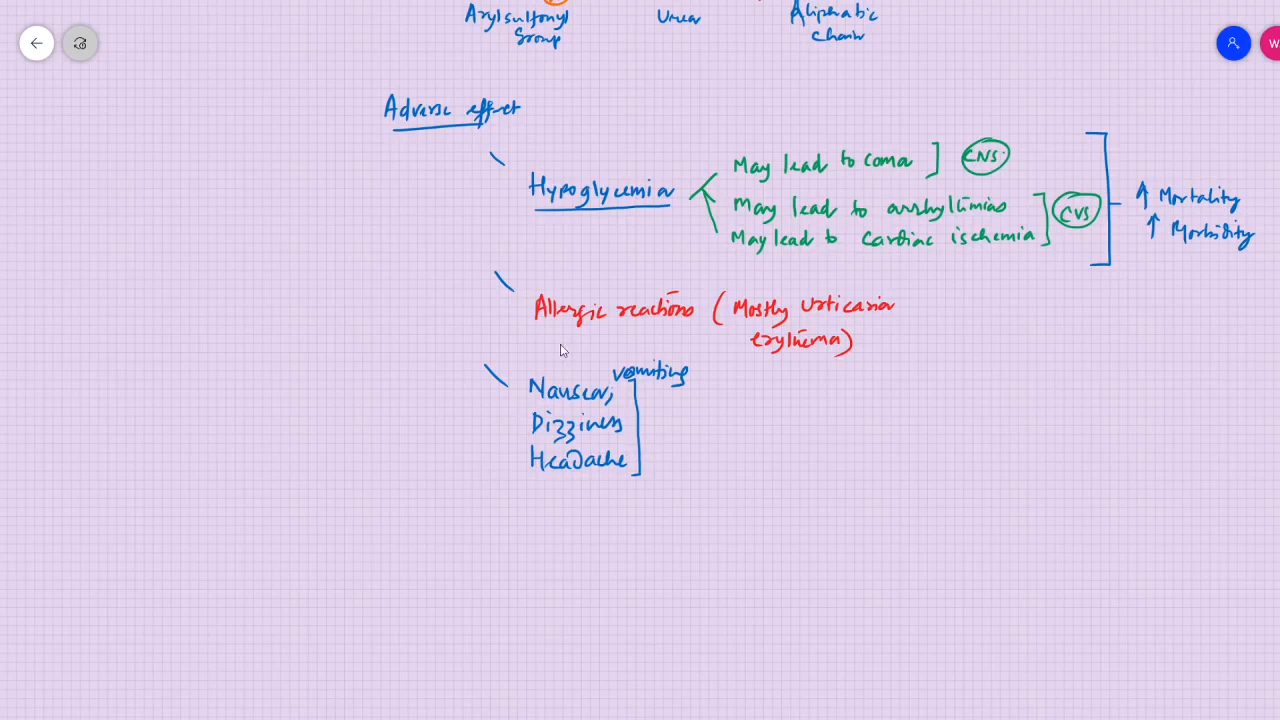 Arylsulfonyl Group
Urea
Aliphatic chain
Adverse effect
Hypoglycemia
May lead to coma
CNS
May lead to arrhythmias
May lead to cardiac ischemia
CVS
↑ Mortality
↑ Morbidity
Allergic reactions (Mostly Urticaria
erythema)
Nausea, vomiting
Dizziness
Headache
W